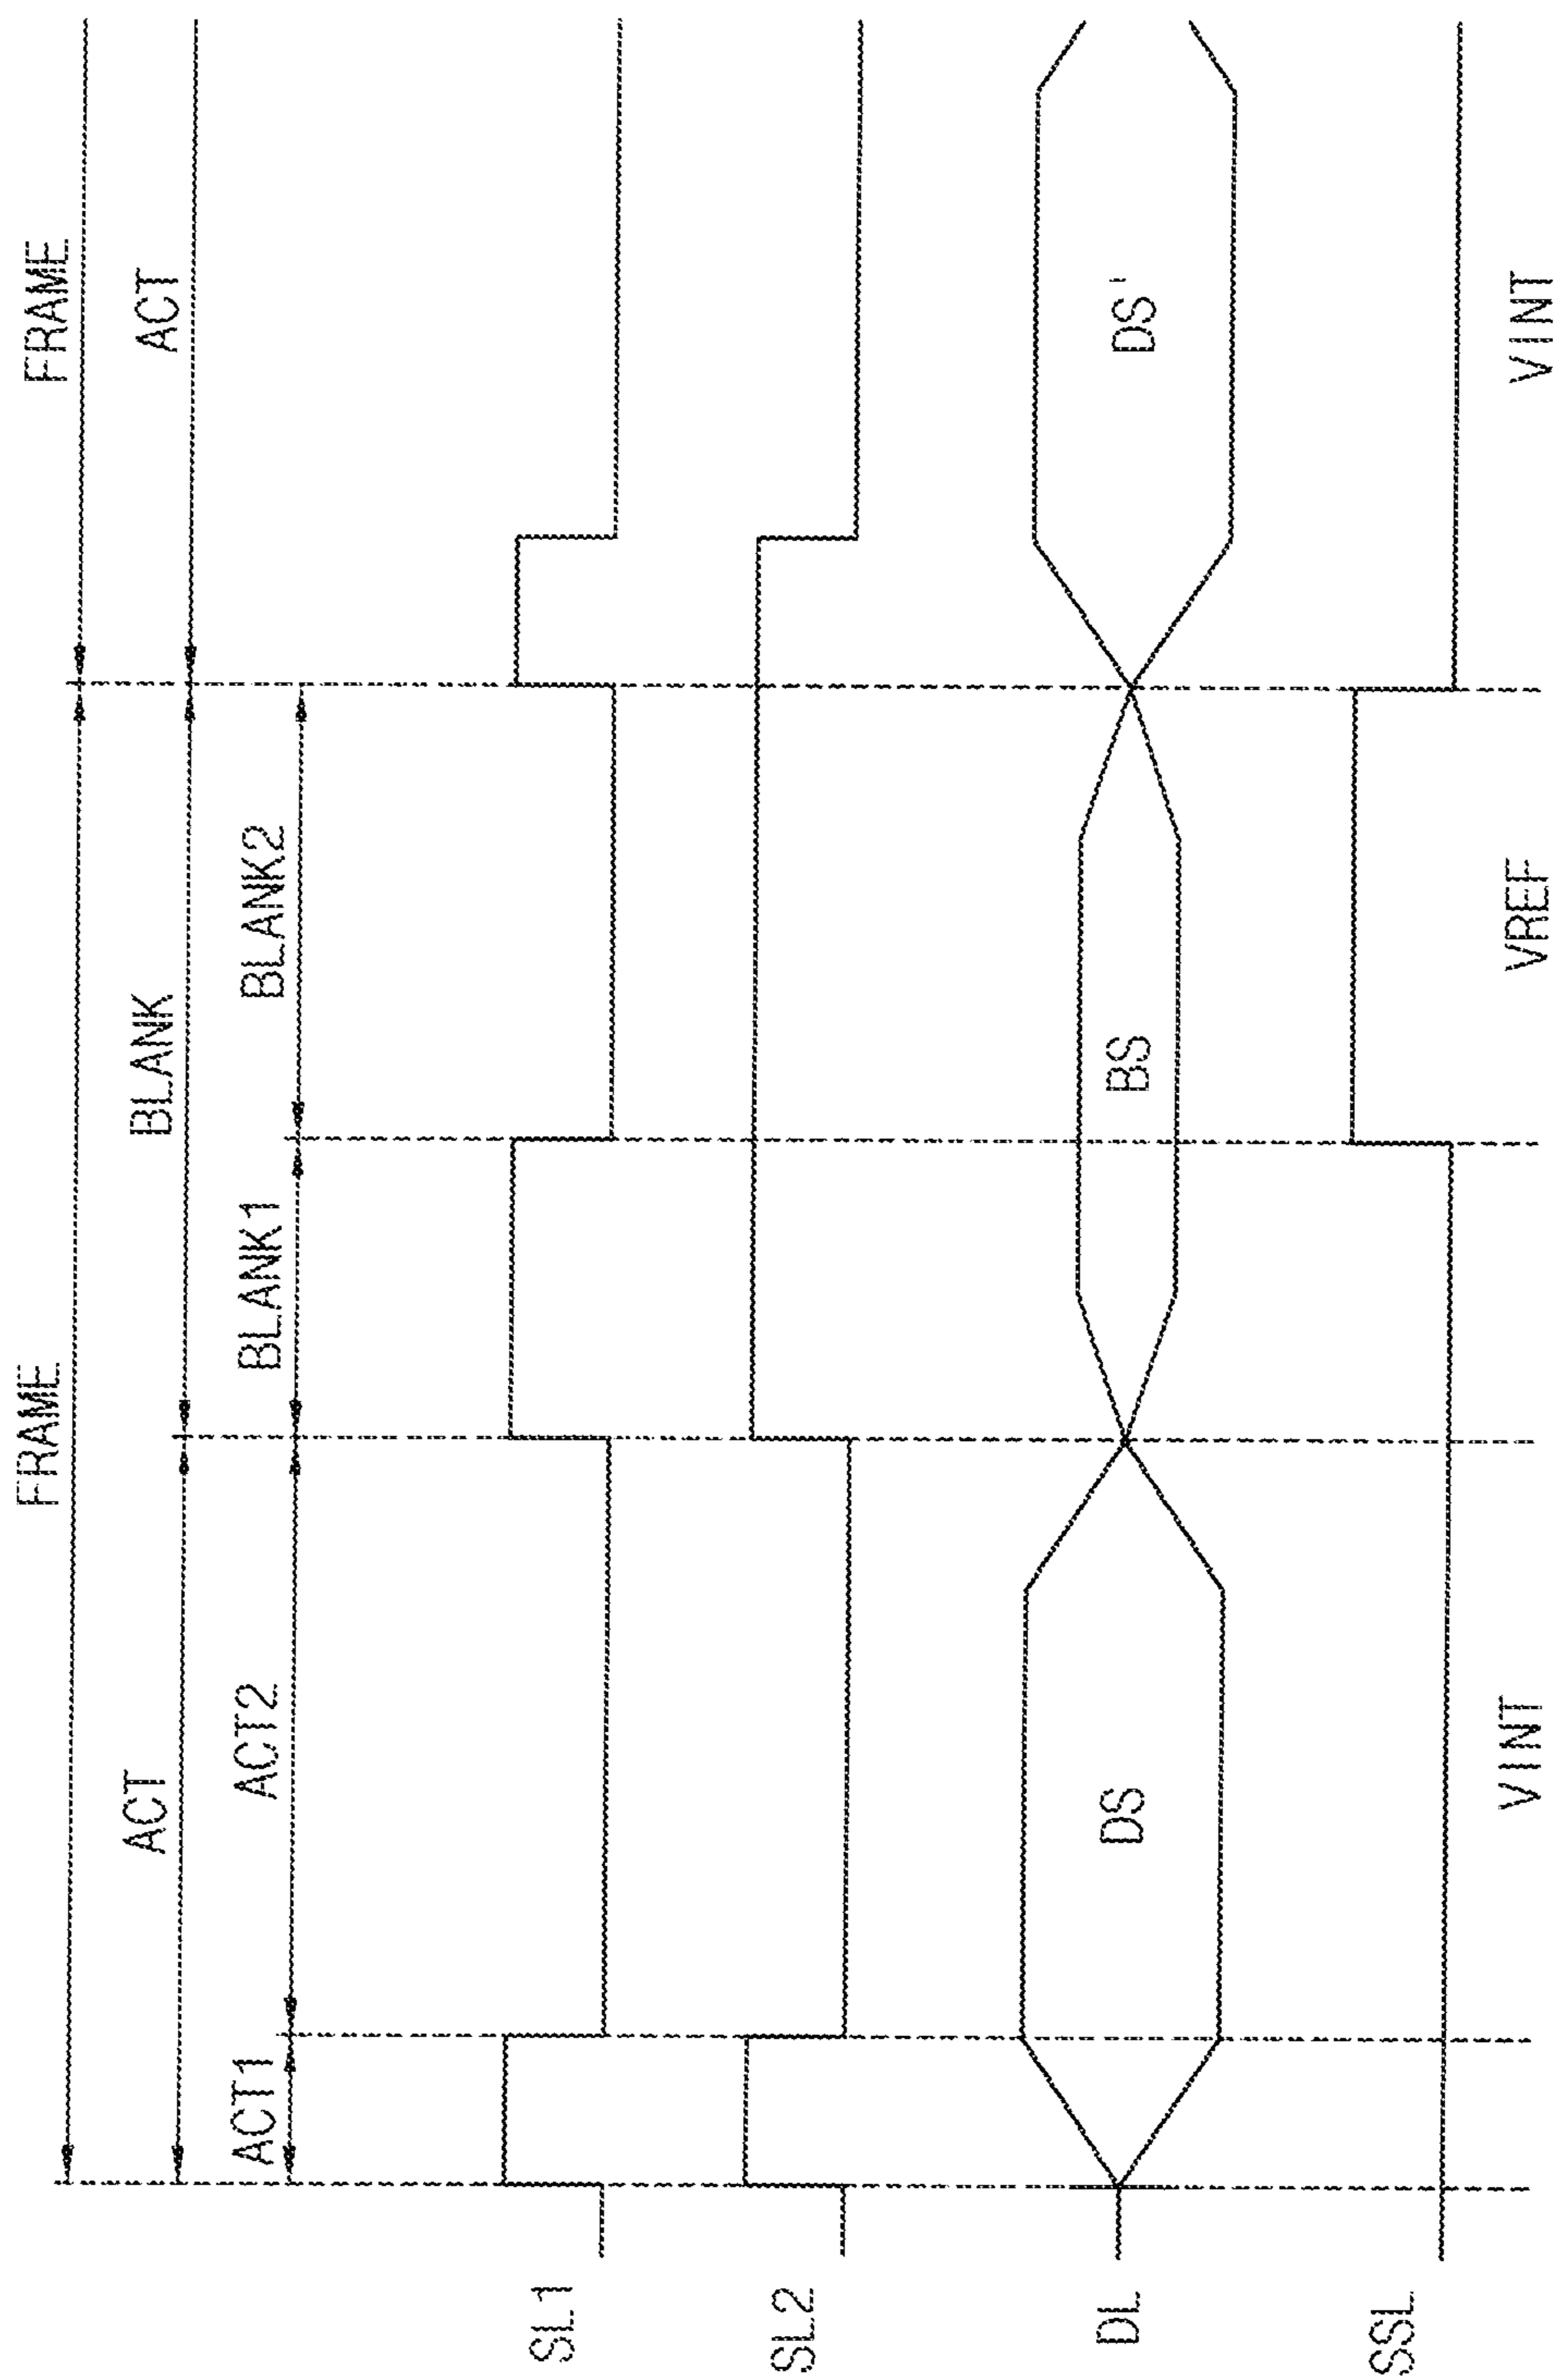 FRAME
FRAME
ACT
BLANK
ACT
ACT1
ACT2
BLANK1
BLANK2
SL1
SL2
DL
DS
BS
DS'
SSL
VINT
VREF
VINT